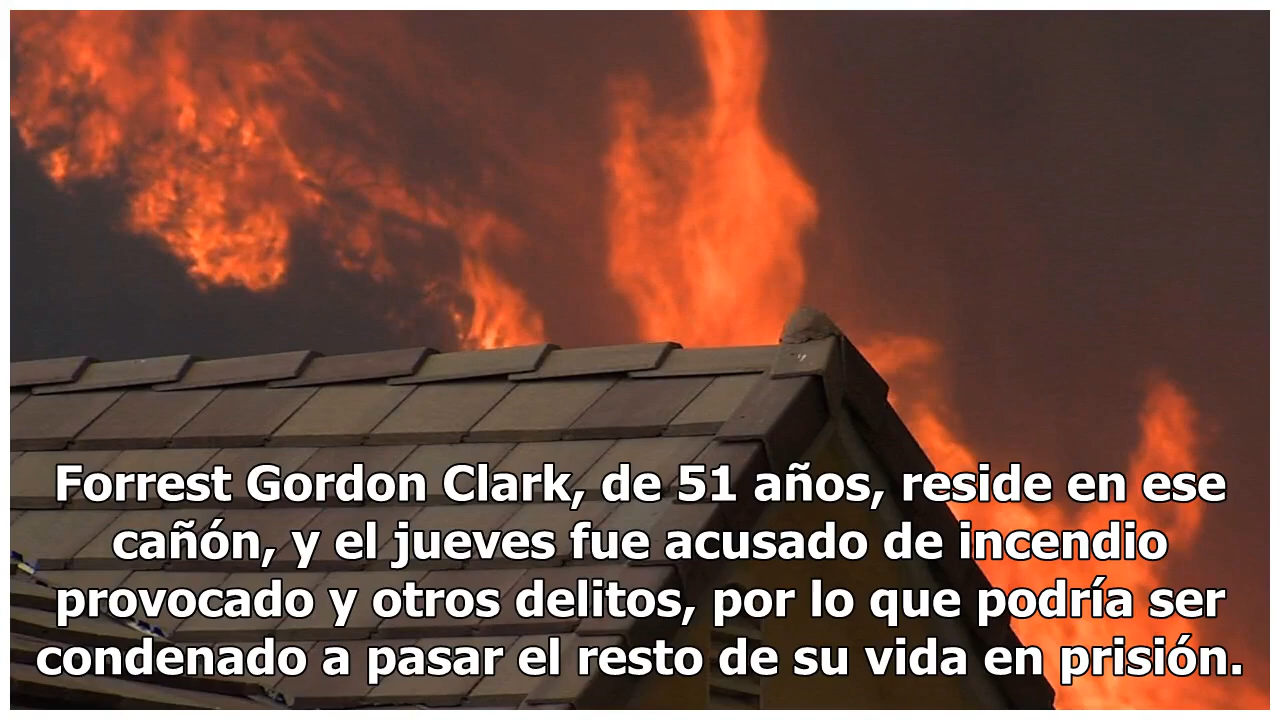 Forrest Gordon Clark, de 51 años, reside en ese
cañón, y el jueves fue acusado de incendio
provocado y otros delitos, por lo que podría ser
condenado a pasar el resto de su vida en prisión.